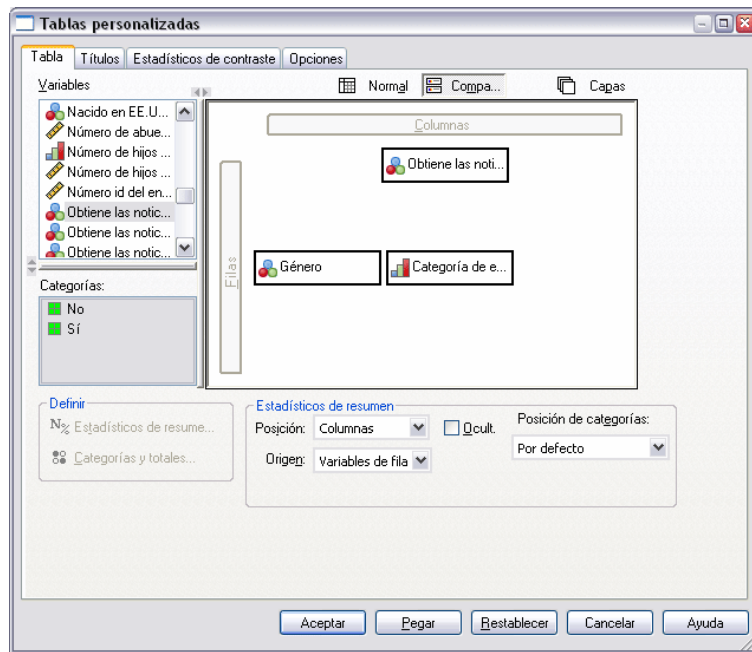 Tablas personalizadas
Tabla Títulos Estadísticos de contraste Opciones
Variables
Normal Compa... Capas
Nacido en EE.U...
Número de abue...
Número de hijos ...
Número de hijos ...
Número id del en...
Obtiene las notic...
Obtiene las notic...
Obtiene las notic...
Columnas
Obtiene las noti...
Filas
Género Categoría de e...
Categorías:
No
Sí
Definir
N% Estadísticos de resume...
Categorías y totales...
Estadísticos de resumen
Posición: Columnas Ocult.
Origen: Variables de fila
Posición de categorías:
Por defecto
Aceptar Pegar Restablecer Cancelar Ayuda